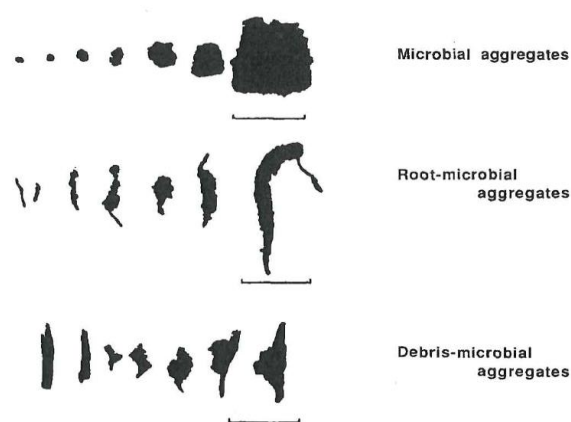 Microbial aggregates
Root-microbial
aggregates
Debris-microbial
aggregates